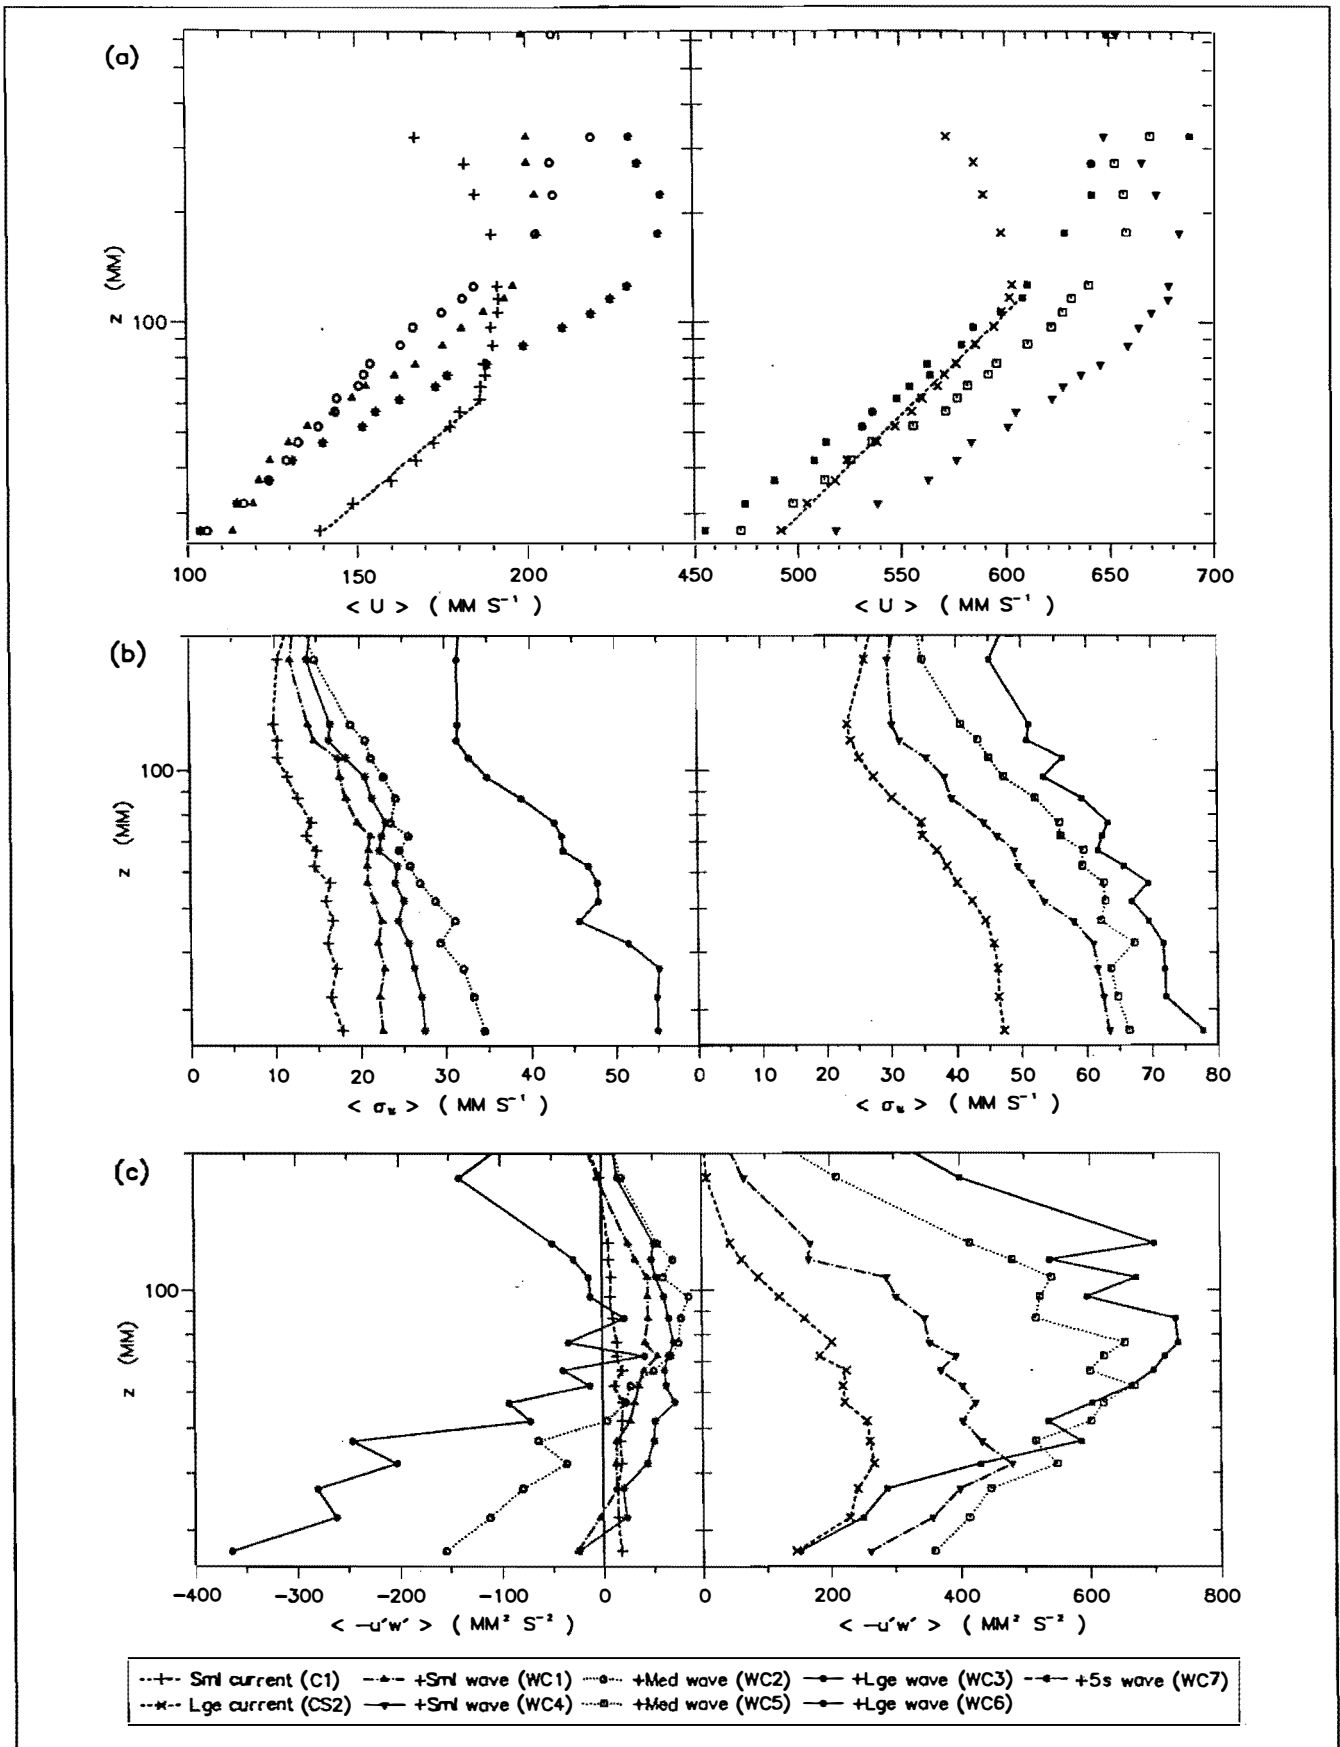 (a)
z (MM)
100
100 150 200 450 500 550 600 650 700
< U > ( MM S⁻¹ ) < U > ( MM S⁻¹ )
(b)
z (MM)
100
0 10 20 30 40 50 0 10 20 30 40 50 60 70 80
< σᵤ > ( MM S⁻¹ ) < σᵤ > ( MM S⁻¹ )
(c)
z (MM)
100
-400 -300 -200 -100 0 0 200 400 600 800
< -u'w' > ( MM² S⁻² ) < -u'w' > ( MM² S⁻² )
Sml current (C1) +Sml wave (WC1) +Med wave (WC2) +Lge wave (WC3) +5s wave (WC7)
Lge current (CS2) +Sml wave (WC4) +Med wave (WC5) +Lge wave (WC6)